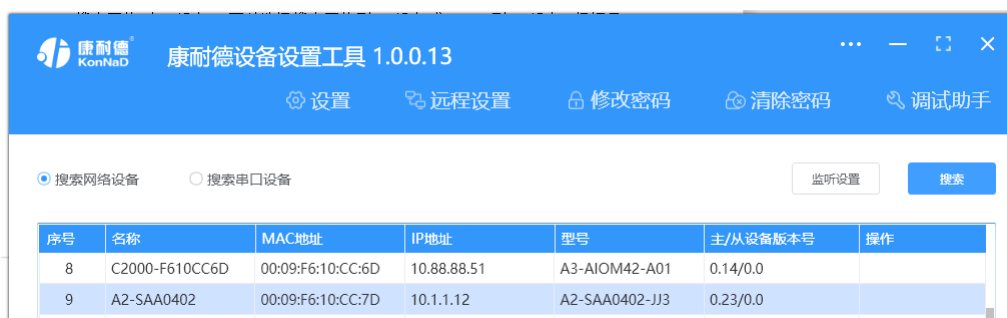 康耐德®
KonNaD
康耐德设备设置工具 1.0.0.13
设置 远程设置 修改密码 清除密码 调试助手
搜索网络设备 搜索串口设备 监听设置 搜索
序号 名称 MAC地址 IP地址 型号 主/从设备版本号 操作
8 C2000-F610CC6D 00:09:F6:10:CC:6D 10.88.88.51 A3-AIOM42-A01 0.14/0.0
9 A2-SAA0402 00:09:F6:10:CC:7D 10.1.1.12 A2-SAA0402-JJ3 0.23/0.0